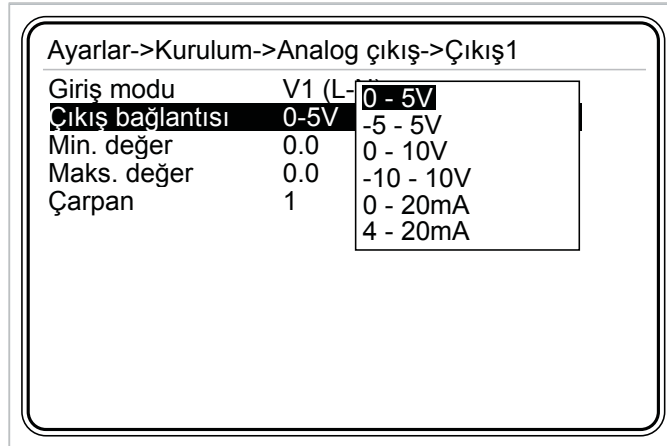 Ayarlar->Kurulum->Analog çıkış->Çıkış1
Giriş modu V1 (L-
Çıkış bağlantısı 0-5V
Min. değer 0.0
Maks. değer 0.0
Çarpan 1
0 - 5V
-5 - 5V
0 - 10V
-10 - 10V
0 - 20mA
4 - 20mA